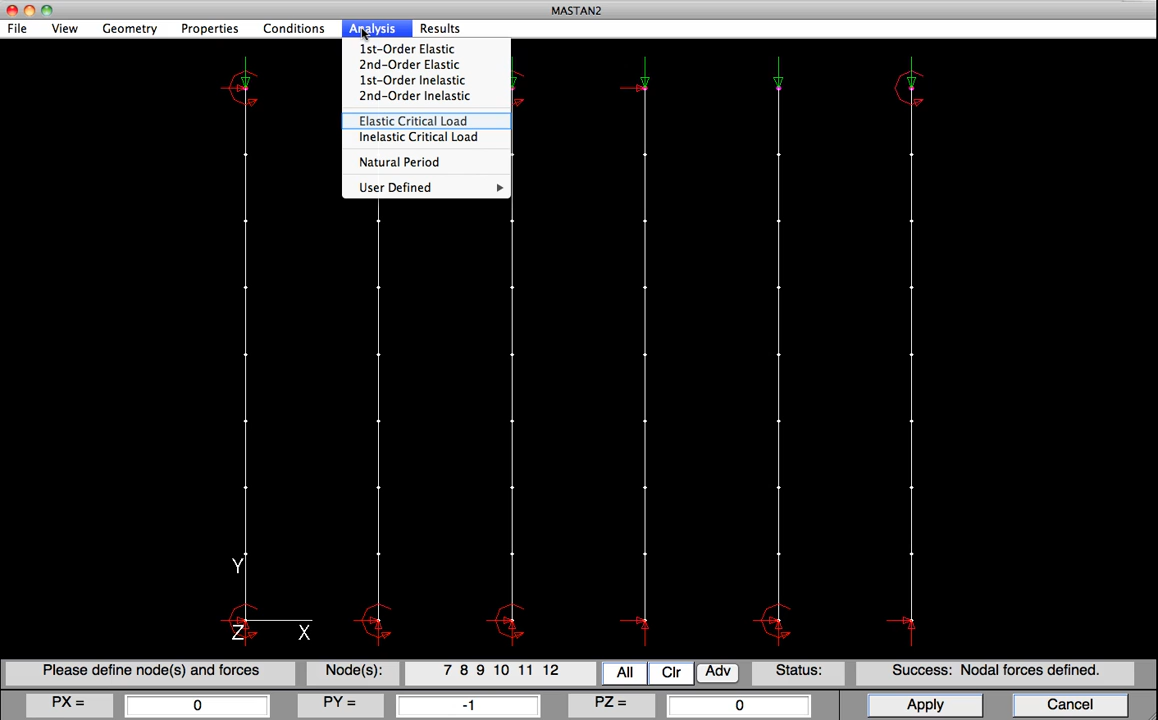 MASTAN2
File View Geometry Properties Conditions Analysis Results
1st-Order Elastic
2nd-Order Elastic
1st-Order Inelastic
2nd-Order Inelastic
Elastic Critical Load
Inelastic Critical Load
Natural Period
User Defined
Y
Z X
Please define node(s) and forces Node(s): 7 8 9 10 11 12 All Clr Adv Status: Success: Nodal forces defined.
PX = 0 PY = -1 PZ = 0 Apply Cancel